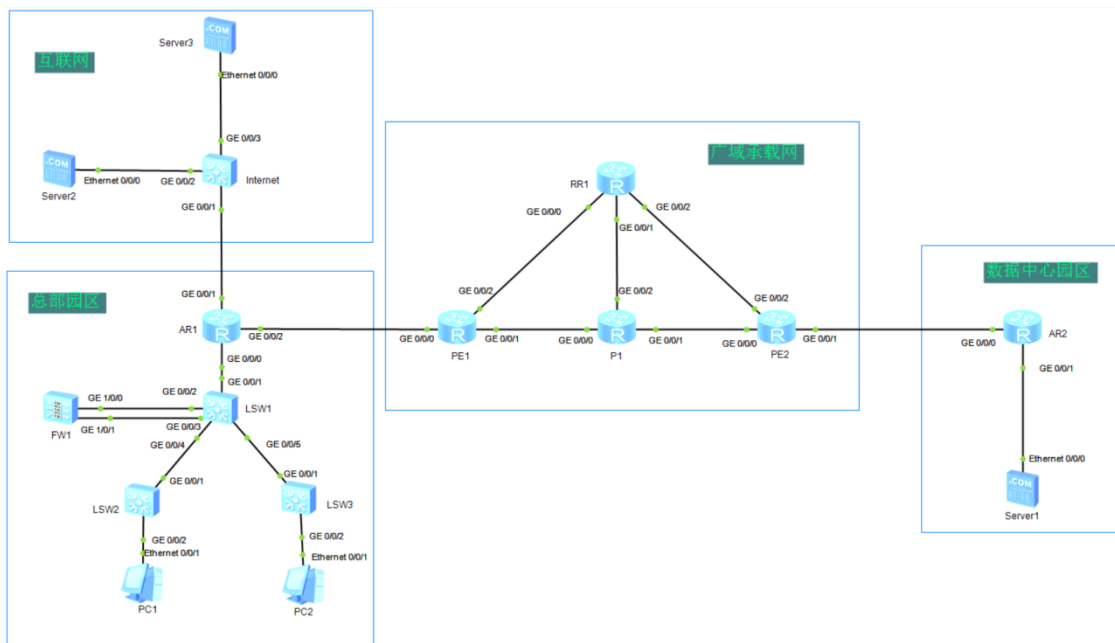 互联网
Server3
.COM
Ethernet 0/0/0
GE 0/0/3
.COM
Ethernet 0/0/0
GE 0/0/2
Internet
Server2
GE 0/0/1
总部园区
GE 0/0/1
AR1
R
GE 0/0/2
GE 0/0/0
GE 0/0/1
GE 1/0/0
GE 0/0/2
LSW1
GE 1/0/1
GE 0/0/3
FW1
GE 0/0/4
GE 0/0/5
GE 0/0/1
GE 0/0/1
LSW2
LSW3
GE 0/0/2
GE 0/0/2
Ethernet 0/0/1
Ethernet 0/0/1
PC1
PC2
广域承载网
RR1
R
GE 0/0/0
GE 0/0/2
GE 0/0/1
GE 0/0/2
GE 0/0/2
GE 0/0/2
GE 0/0/0
R
GE 0/0/1
GE 0/0/0
R
GE 0/0/1
GE 0/0/0
R
GE 0/0/1
PE1
P1
PE2
数据中心园区
R
AR2
GE 0/0/0
GE 0/0/1
Ethernet 0/0/0
.COM
Server1